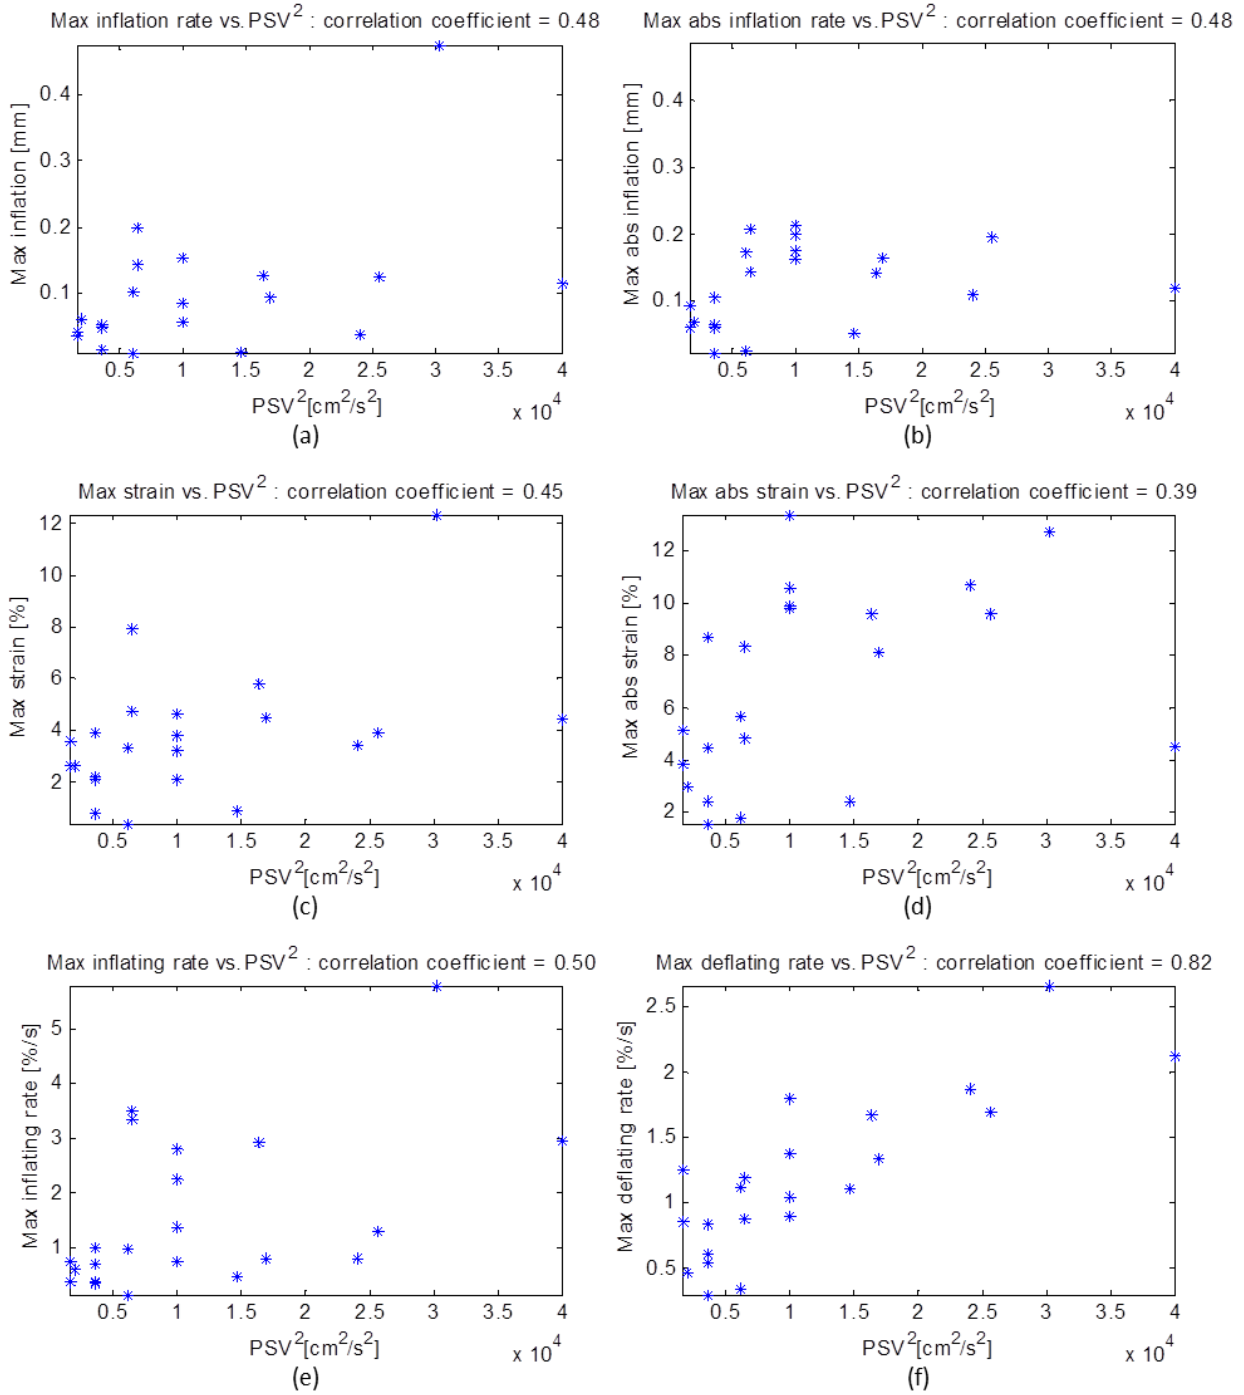 Max inflation rate vs. PSV² : correlation coefficient = 0.48
Max inflation [mm]
0.4
0.3
0.2
0.1
0.5 1 1.5 2 2.5 3 3.5 4
PSV²[cm²/s²]
x 10⁴
(a)
Max abs inflation rate vs. PSV² : correlation coefficient = 0.48
Max abs inflation [mm]
0.4
0.3
0.2
0.1
0.5 1 1.5 2 2.5 3 3.5 4
PSV²[cm²/s²]
x 10⁴
(b)
Max strain vs. PSV² : correlation coefficient = 0.45
Max strain [%]
12
10
8
6
4
2
0.5 1 1.5 2 2.5 3 3.5 4
PSV²[cm²/s²]
x 10⁴
(c)
Max abs strain vs. PSV² : correlation coefficient = 0.39
Max abs strain [%]
12
10
8
6
4
2
0.5 1 1.5 2 2.5 3 3.5 4
PSV²[cm²/s²]
x 10⁴
(d)
Max inflating rate vs. PSV² : correlation coefficient = 0.50
Max inflating rate [%/s]
5
4
3
2
1
0.5 1 1.5 2 2.5 3 3.5 4
PSV²[cm²/s²]
x 10⁴
(e)
Max deflating rate vs. PSV² : correlation coefficient = 0.82
Max deflating rate [%/s]
2.5
2
1.5
1
0.5
0.5 1 1.5 2 2.5 3 3.5 4
PSV²[cm²/s²]
x 10⁴
(f)